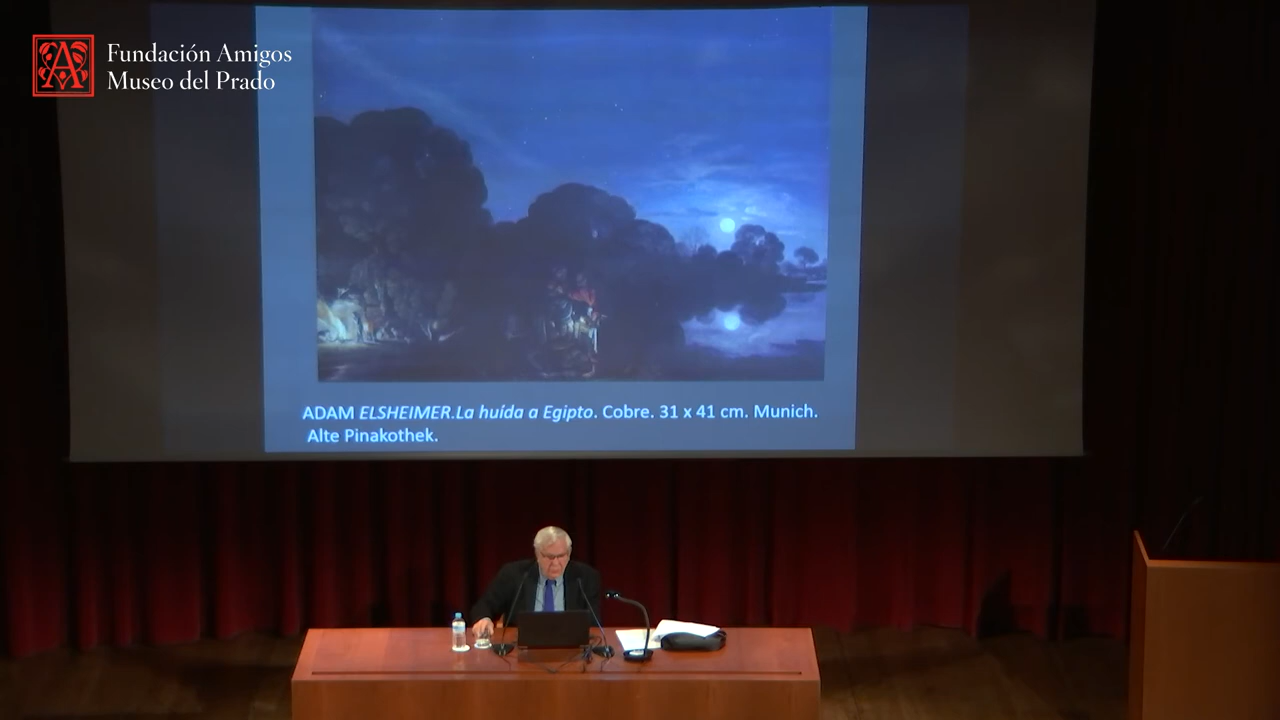 Fundación Amigos
Museo del Prado
ADAM ELSHEIMER.La huída a Egipto. Cobre. 31 x 41 cm. Munich.
Alte Pinakothek.